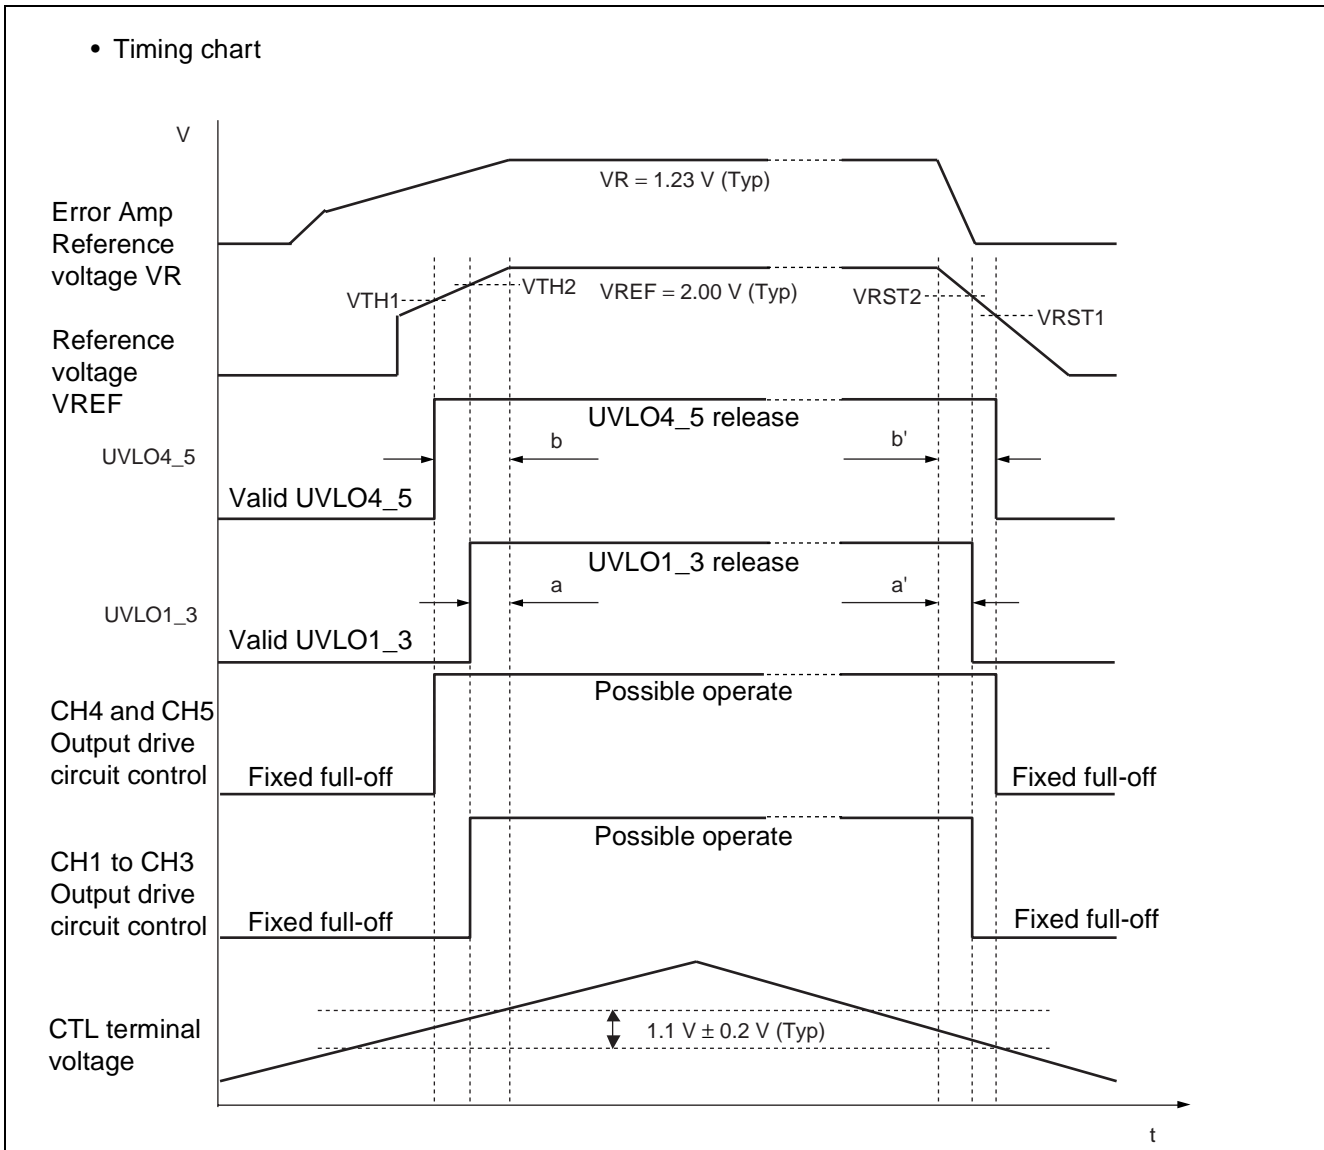 • Timing chart
V
VR = 1.23 V (Typ)
Error Amp
Reference
voltage VR
VTH1
VTH2
VREF = 2.00 V (Typ)
VRST2
VRST1
Reference
voltage
VREF
UVLO4_5 release
UVLO4_5
b
b'
Valid UVLO4_5
UVLO1_3 release
UVLO1_3
a
a'
Valid UVLO1_3
Possible operate
CH4 and CH5
Output drive
circuit control
Fixed full-off
Fixed full-off
Possible operate
CH1 to CH3
Output drive
circuit control
Fixed full-off
Fixed full-off
CTL terminal
voltage
1.1 V ± 0.2 V (Typ)
t